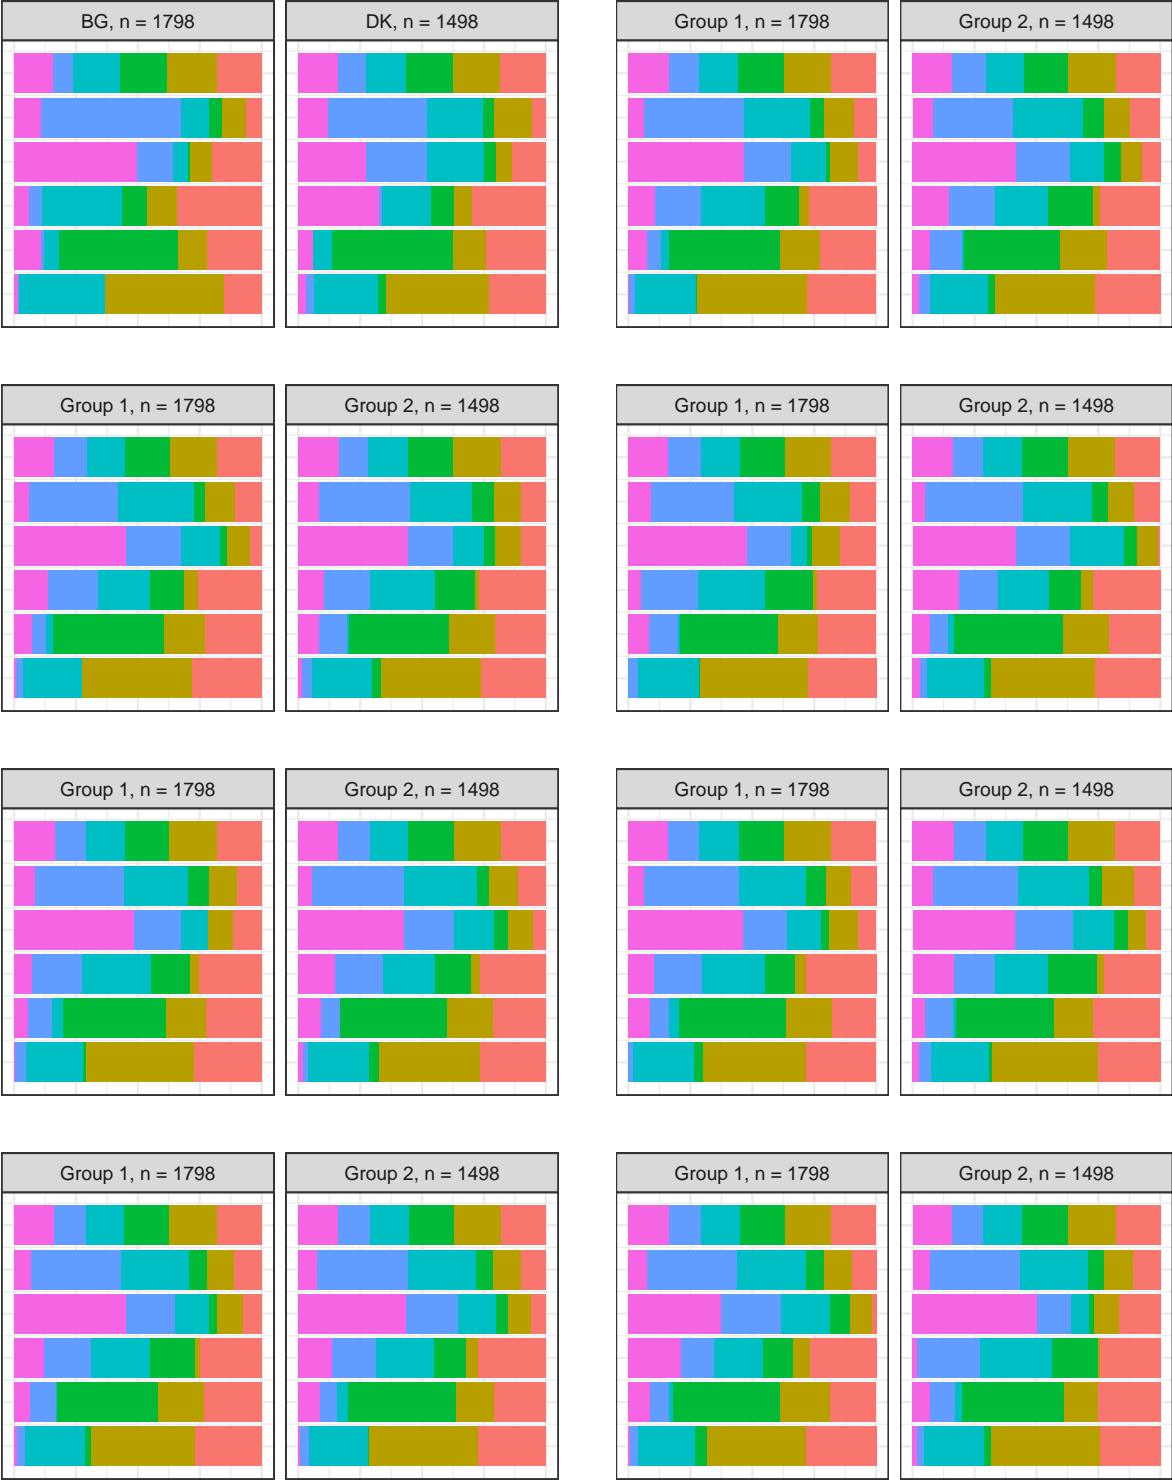 BG, n = 1798
DK, n = 1498
Group 1, n = 1798
Group 2, n = 1498
Group 1, n = 1798
Group 2, n = 1498
Group 1, n = 1798
Group 2, n = 1498
Group 1, n = 1798
Group 2, n = 1498
Group 1, n = 1798
Group 2, n = 1498
Group 1, n = 1798
Group 2, n = 1498
Group 1, n = 1798
Group 2, n = 1498